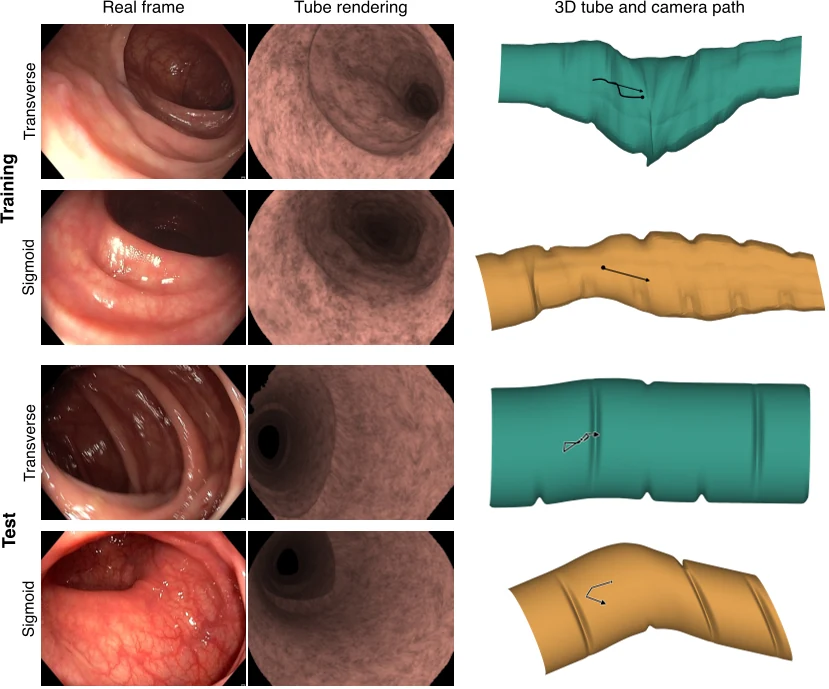 Real frame
Tube rendering
3D tube and camera path
Training
Transverse
Sigmoid
Test
Transverse
Sigmoid